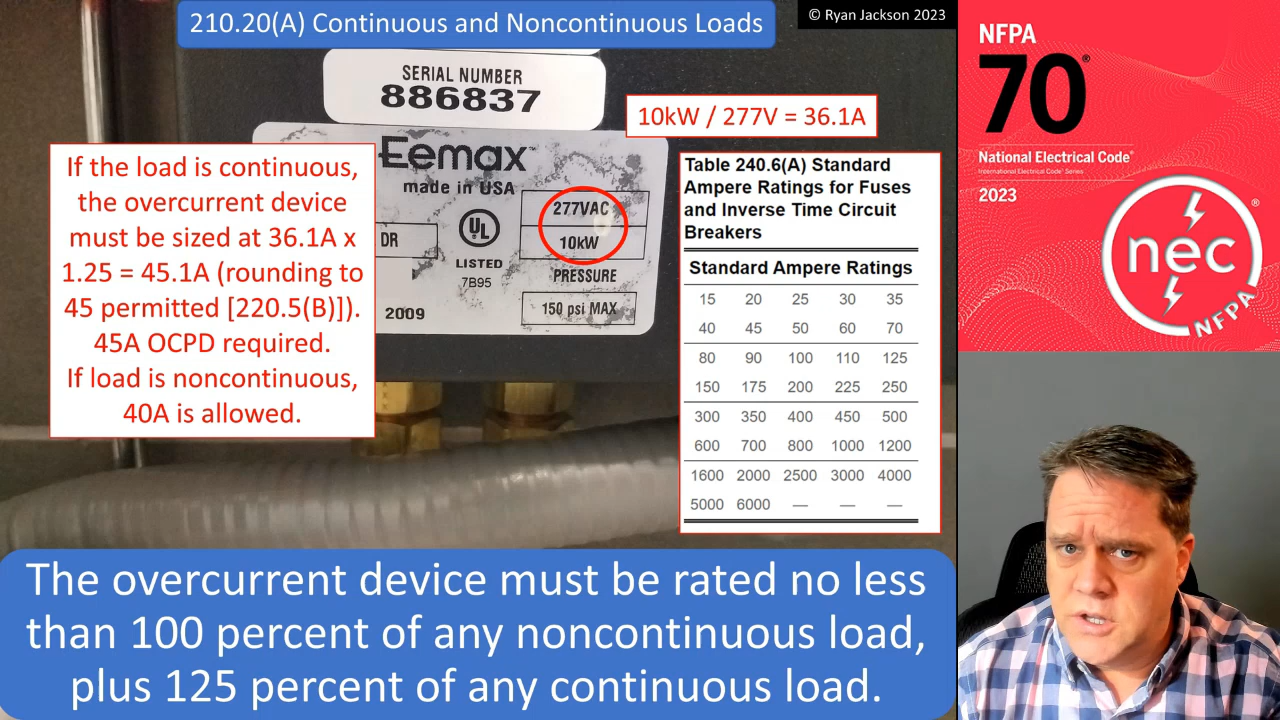 210.20(A) Continuous and Noncontinuous Loads
© Ryan Jackson 2023
SERIAL NUMBER
886837
Eemax
made in USA
277VAC
10kW
DR
UL
LISTED
7B95
PRESSURE
2009
150 psi MAX
If the load is continuous,
the overcurrent device
must be sized at 36.1A x
1.25 = 45.1A (rounding to
45 permitted [220.5(B)]).
45A OCPD required.
If load is noncontinuous,
40A is allowed.
10kW / 277V = 36.1A
Table 240.6(A) Standard
Ampere Ratings for Fuses
and Inverse Time Circuit
Breakers
Standard Ampere Ratings
15 20 25 30 35
40 45 50 60 70
80 90 100 110 125
150 175 200 225 250
300 350 400 450 500
600 700 800 1000 1200
1600 2000 2500 3000 4000
5000 6000 — — —
The overcurrent device must be rated no less
than 100 percent of any noncontinuous load,
plus 125 percent of any continuous load.
NFPA
70®
National Electrical Code®
International Electrical Code® Series
2023
nec®
NFPA